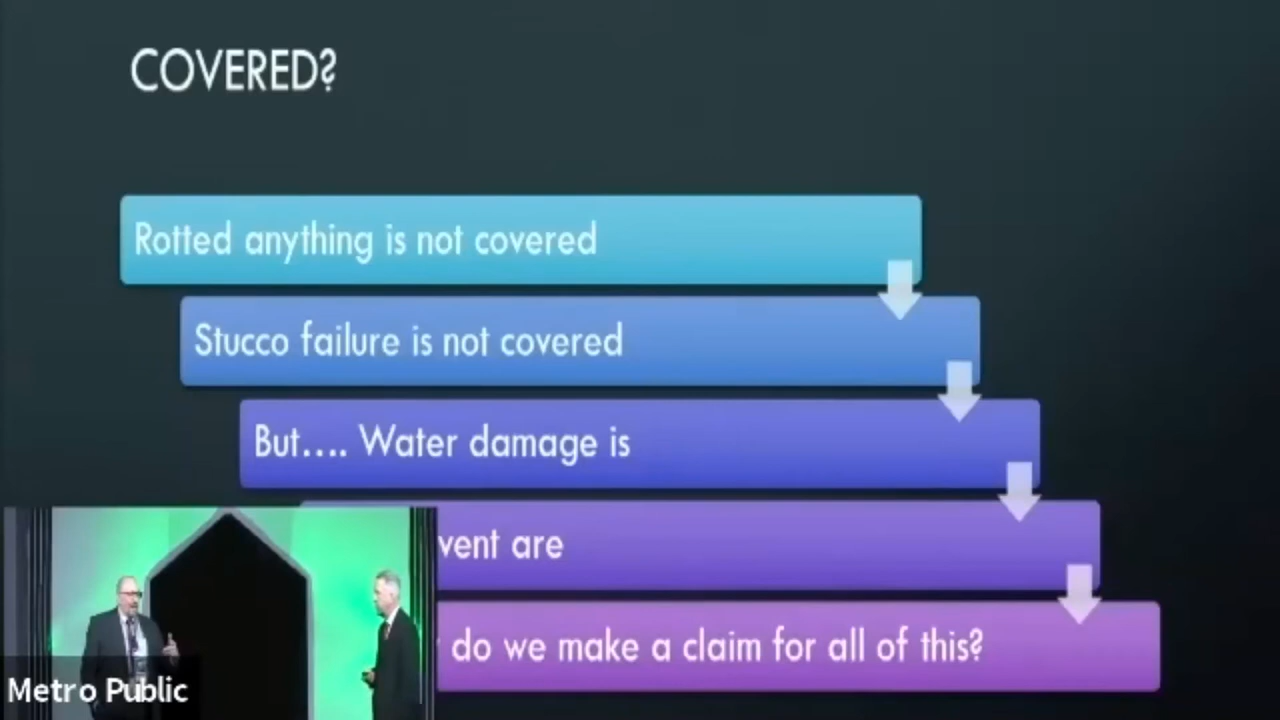 COVERED?
Rotted anything is not covered
Stucco failure is not covered
But.... Water damage is
vent are
do we make a claim for all of this?
Metro Public